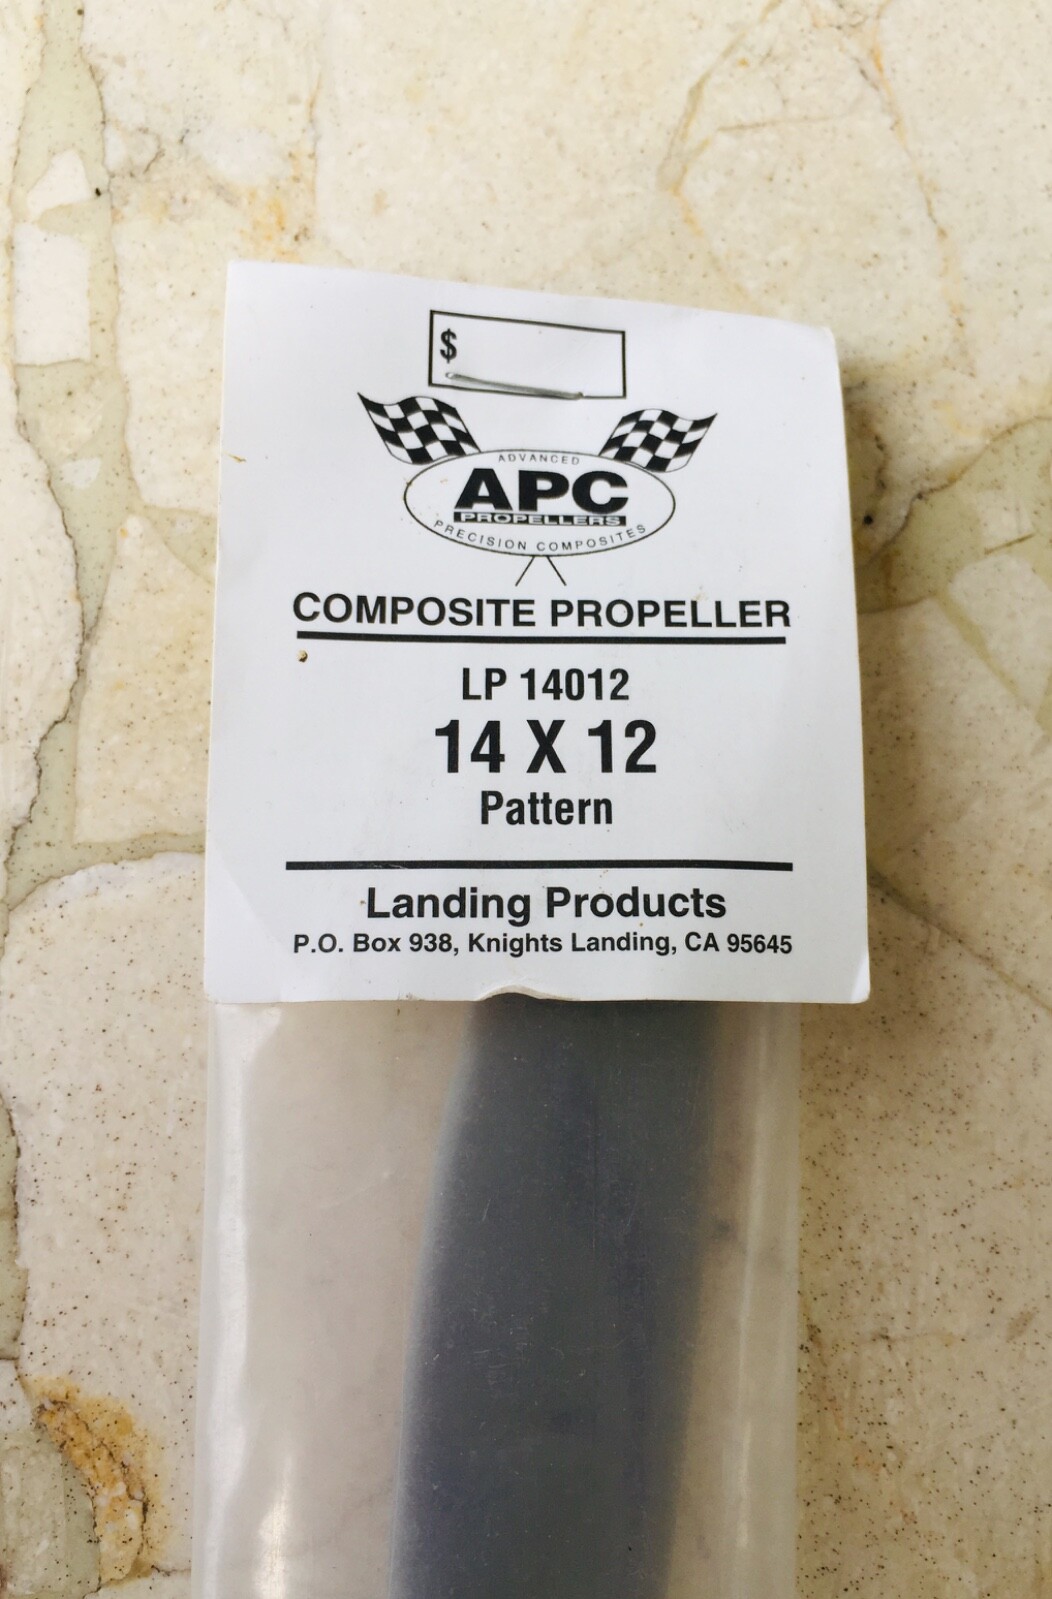 $
ADVANCED
APC
PROPELLERS
PRECISION COMPOSITES
COMPOSITE PROPELLER
LP 14012
14 X 12
Pattern
Landing Products
P.O. Box 938, Knights Landing, CA 95645